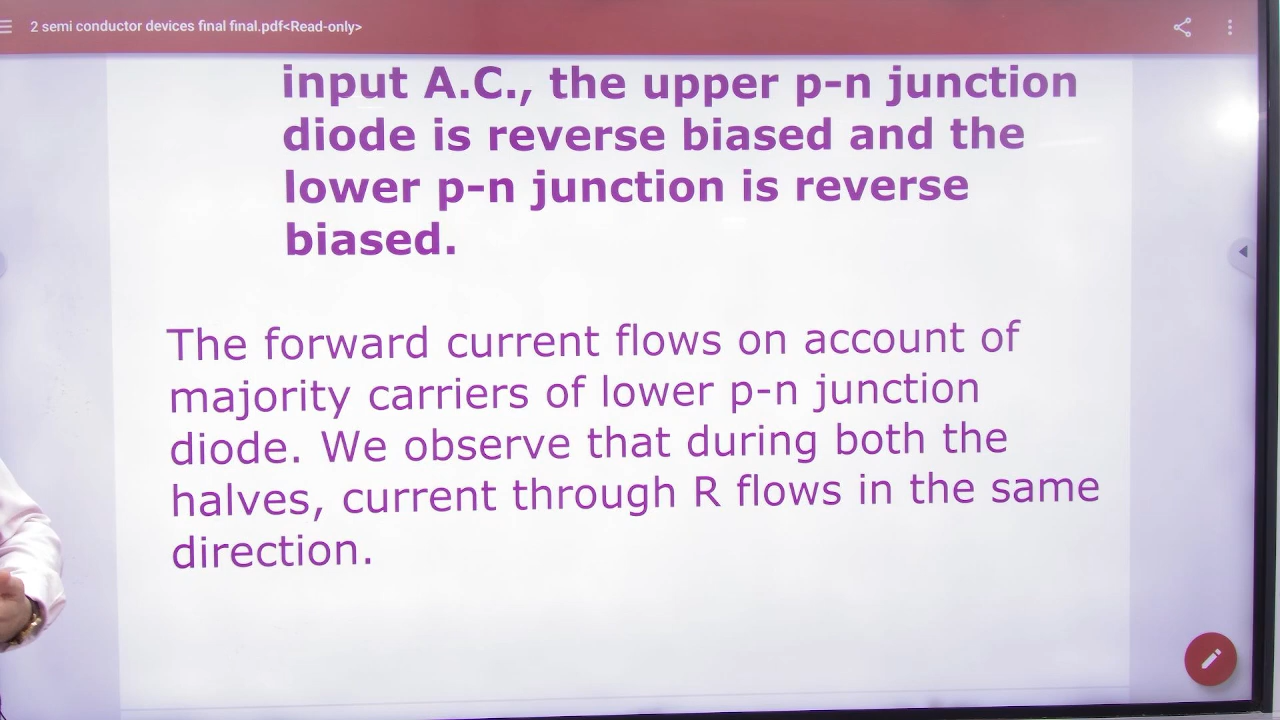 2 semi conductor devices final final.pdf<Read-only>
input A.C., the upper p-n junction
diode is reverse biased and the
lower p-n junction is reverse
biased.
The forward current flows on account of
majority carriers of lower p-n junction
diode. We observe that during both the
halves, current through R flows in the same
direction.